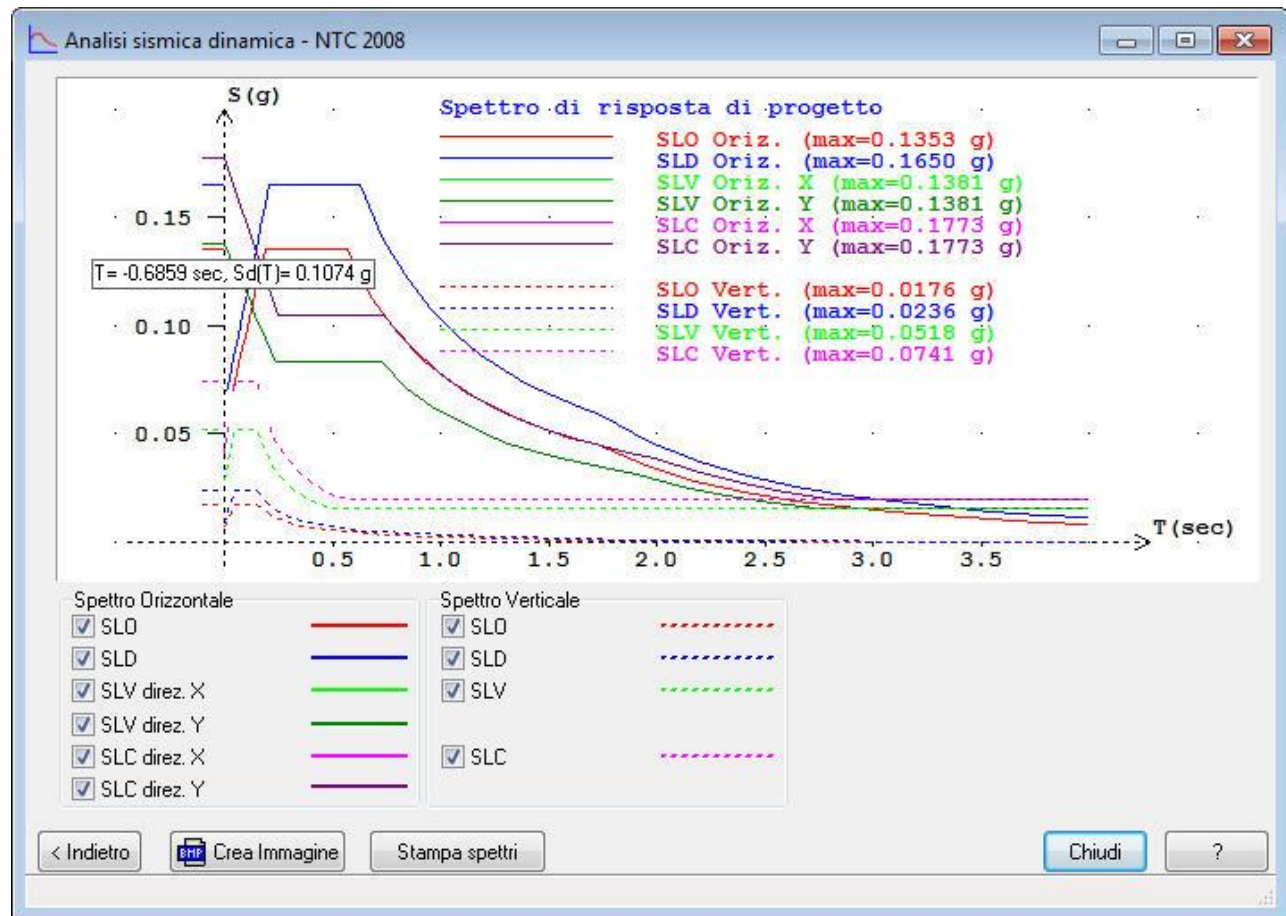 Analisi sismica dinamica - NTC 2008
S(g)
Spettro di risposta di progetto
SLO Oriz. (max=0.1353 g)
SLD Oriz. (max=0.1650 g)
SLV Oriz. X (max=0.1381 g)
SLV Oriz. Y (max=0.1381 g)
SLC Oriz. X (max=0.1773 g)
SLC Oriz. Y (max=0.1773 g)
0.15
T= -0.6859 sec, Sd(T)= 0.1074 g
SLO Vert. (max=0.0176 g)
SLD Vert. (max=0.0236 g)
SLV Vert. (max=0.0518 g)
SLC Vert. (max=0.0741 g)
0.10
0.05
T(sec)
0.5 1.0 1.5 2.0 2.5 3.0 3.5
Spettro Orizzontale
SLO
SLD
SLV direz. X
SLV direz. Y
SLC direz. X
SLC direz. Y
Spettro Verticale
SLO
SLD
SLV
SLC
< Indietro
BMP Crea Immagine
Stampa spettri
Chiudi
?